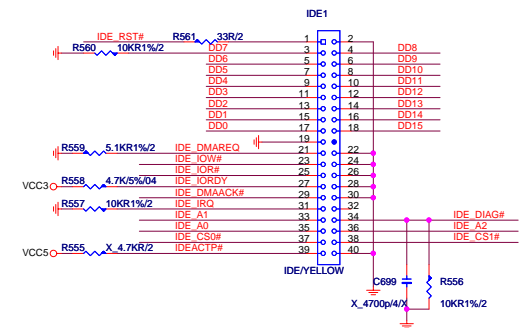 IDE1
IDE_RST# R561 33R/2 1 2
R560 10KR1%/2 DD7 3 4 DD8
DD6 5 6 DD9
DD5 7 8 DD10
DD4 9 10 DD11
DD3 11 12 DD12
DD2 13 14 DD13
DD1 15 16 DD14
DD0 17 18 DD15
19
R559 5.1KR1%/2 IDE_DMAREQ 21 22
IDE_IOW# 23 24
IDE_IOR# 25 26
VCC3 R558 4.7K/5%/04 IDE_IORDY 27 28
IDE_DMAACK# 29 30
R557 10KR1%/2 IDE_IRQ 31 32
IDE_A1 33 34 IDE_DIAG#
IDE_A0 35 36 IDE_A2
IDE_CS0# 37 38 IDE_CS1#
VCC5 R555 X_4.7KR/2 IDEACTP# 39 40
IDE/YELLOW
C699 R556
X_4700p/4/X 10KR1%/2